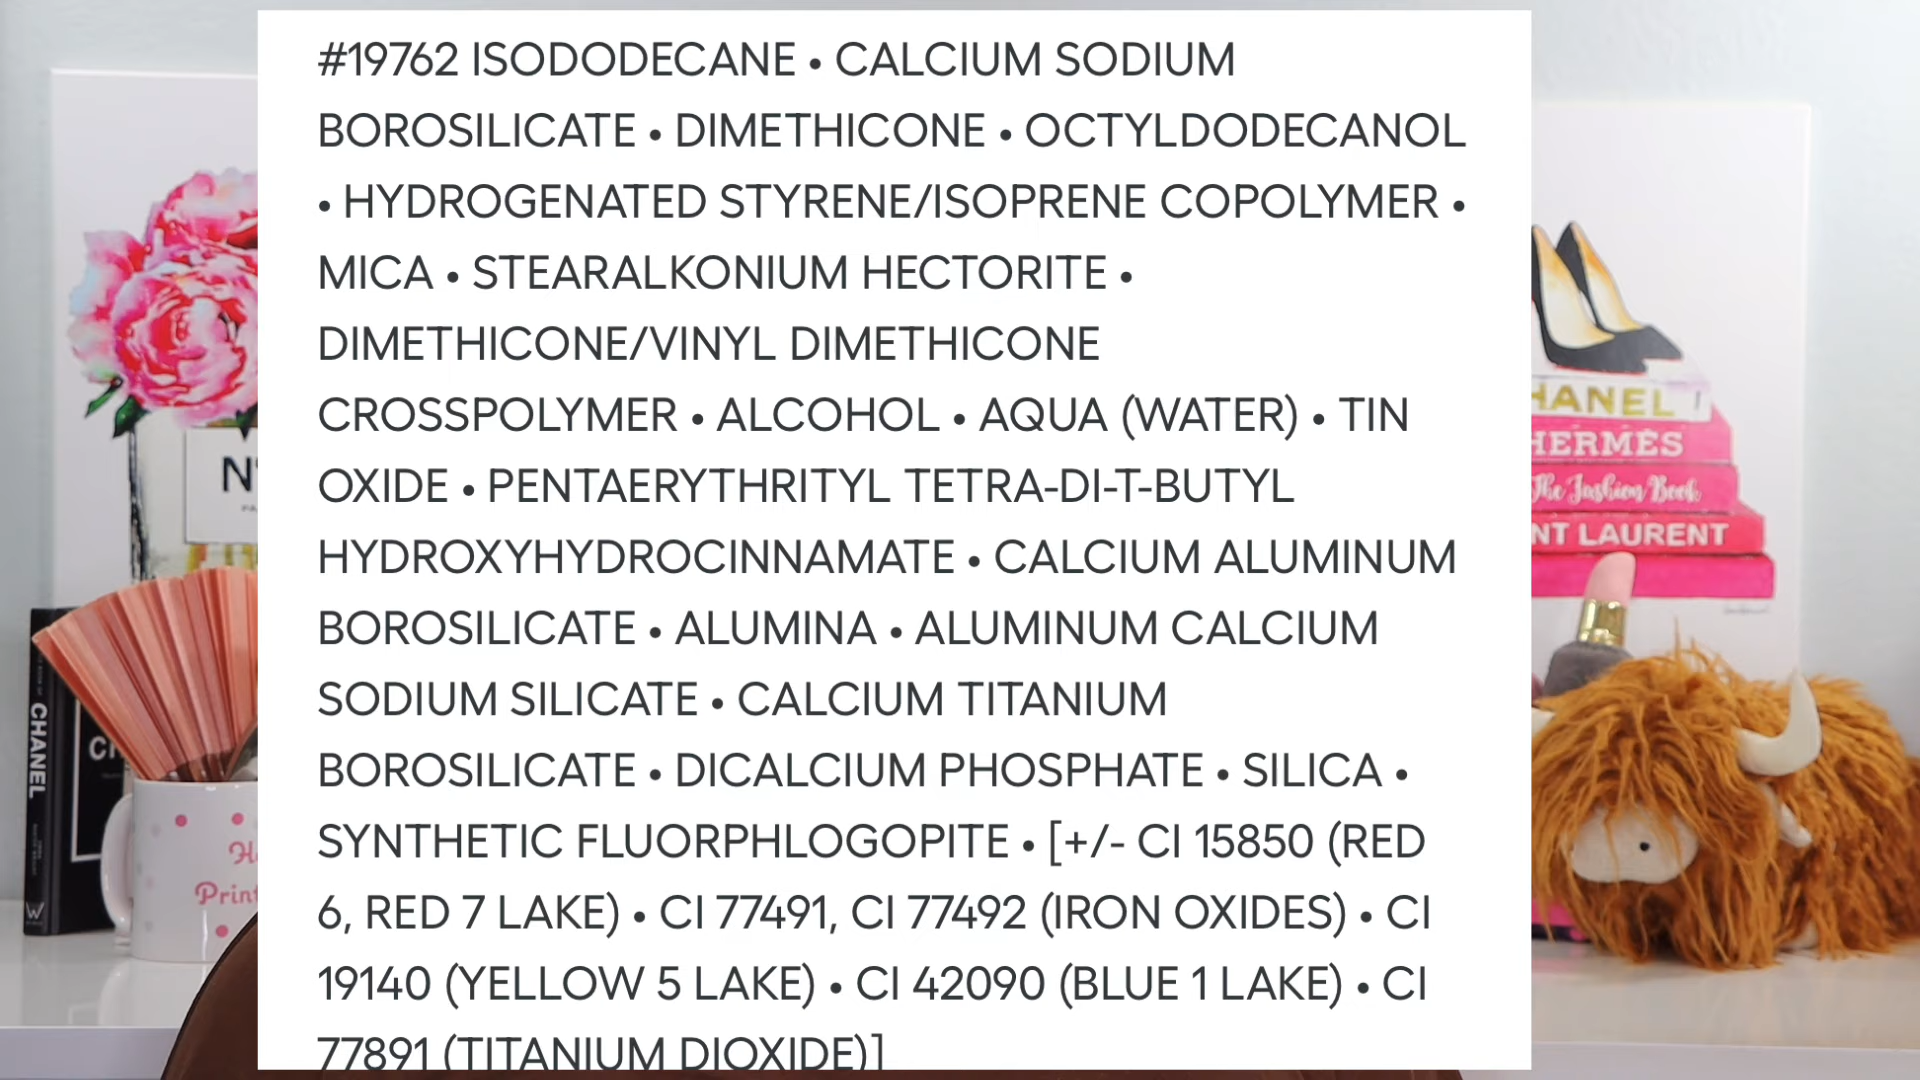 #19762 ISODODECANE • CALCIUM SODIUM
BOROSILICATE • DIMETHICONE • OCTYLDODECANOL
• HYDROGENATED STYRENE/ISOPRENE COPOLYMER •
MICA • STEARALKONIUM HECTORITE •
DIMETHICONE/VINYL DIMETHICONE
CROSSPOLYMER • ALCOHOL • AQUA (WATER) • TIN
OXIDE • PENTAERYTHRITYL TETRA-DI-T-BUTYL
HYDROXYHYDROCINNAMATE • CALCIUM ALUMINUM
BOROSILICATE • ALUMINA • ALUMINUM CALCIUM
SODIUM SILICATE • CALCIUM TITANIUM
BOROSILICATE • DICALCIUM PHOSPHATE • SILICA •
SYNTHETIC FLUORPHLOGOPITE • [+/- CI 15850 (RED
6, RED 7 LAKE) • CI 77491, CI 77492 (IRON OXIDES) • CI
19140 (YELLOW 5 LAKE) • CI 42090 (BLUE 1 LAKE) • CI
77891 (TITANIUM DIOXIDE)]
N°
CHANEL
CH
W
Print
HANEL
HERMÈS
The Fashion Book
NT LAURENT